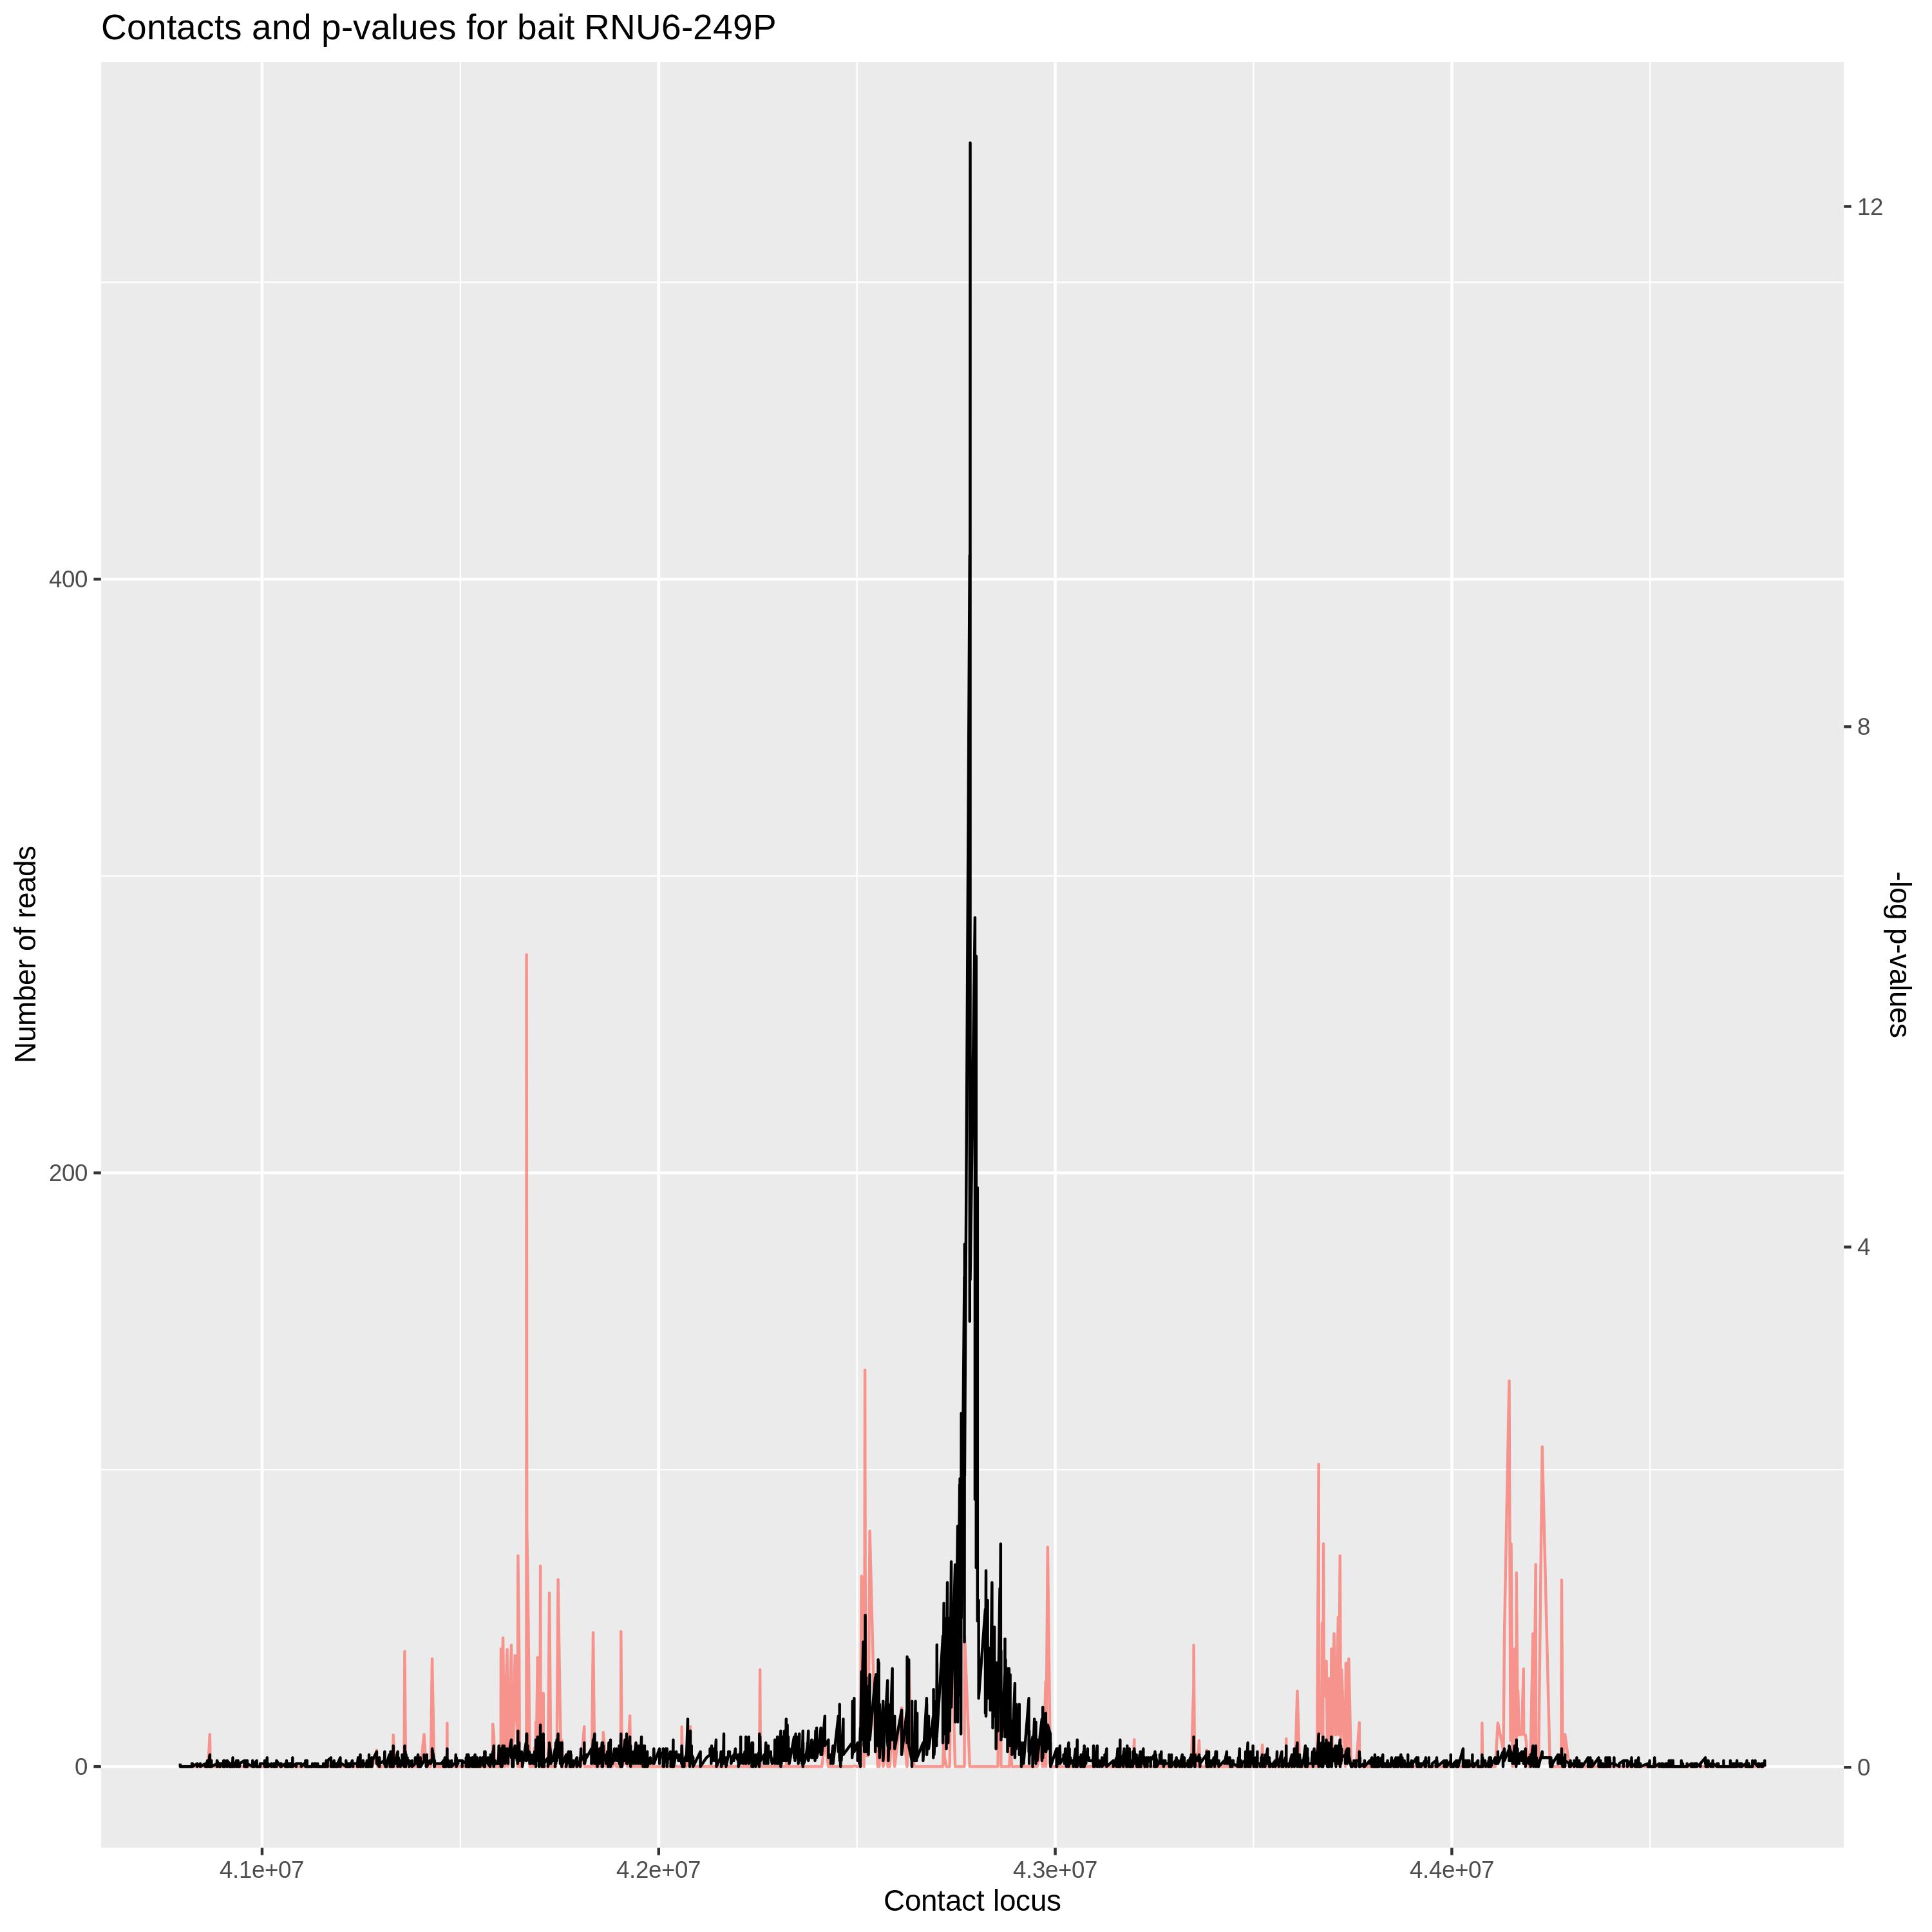 Contacts and p-values for bait RNU6-249P
12
400
8
Number of reads
-log p-values
4
200
0
0
4.1e+07
4.2e+07
4.3e+07
4.4e+07
Contact locus